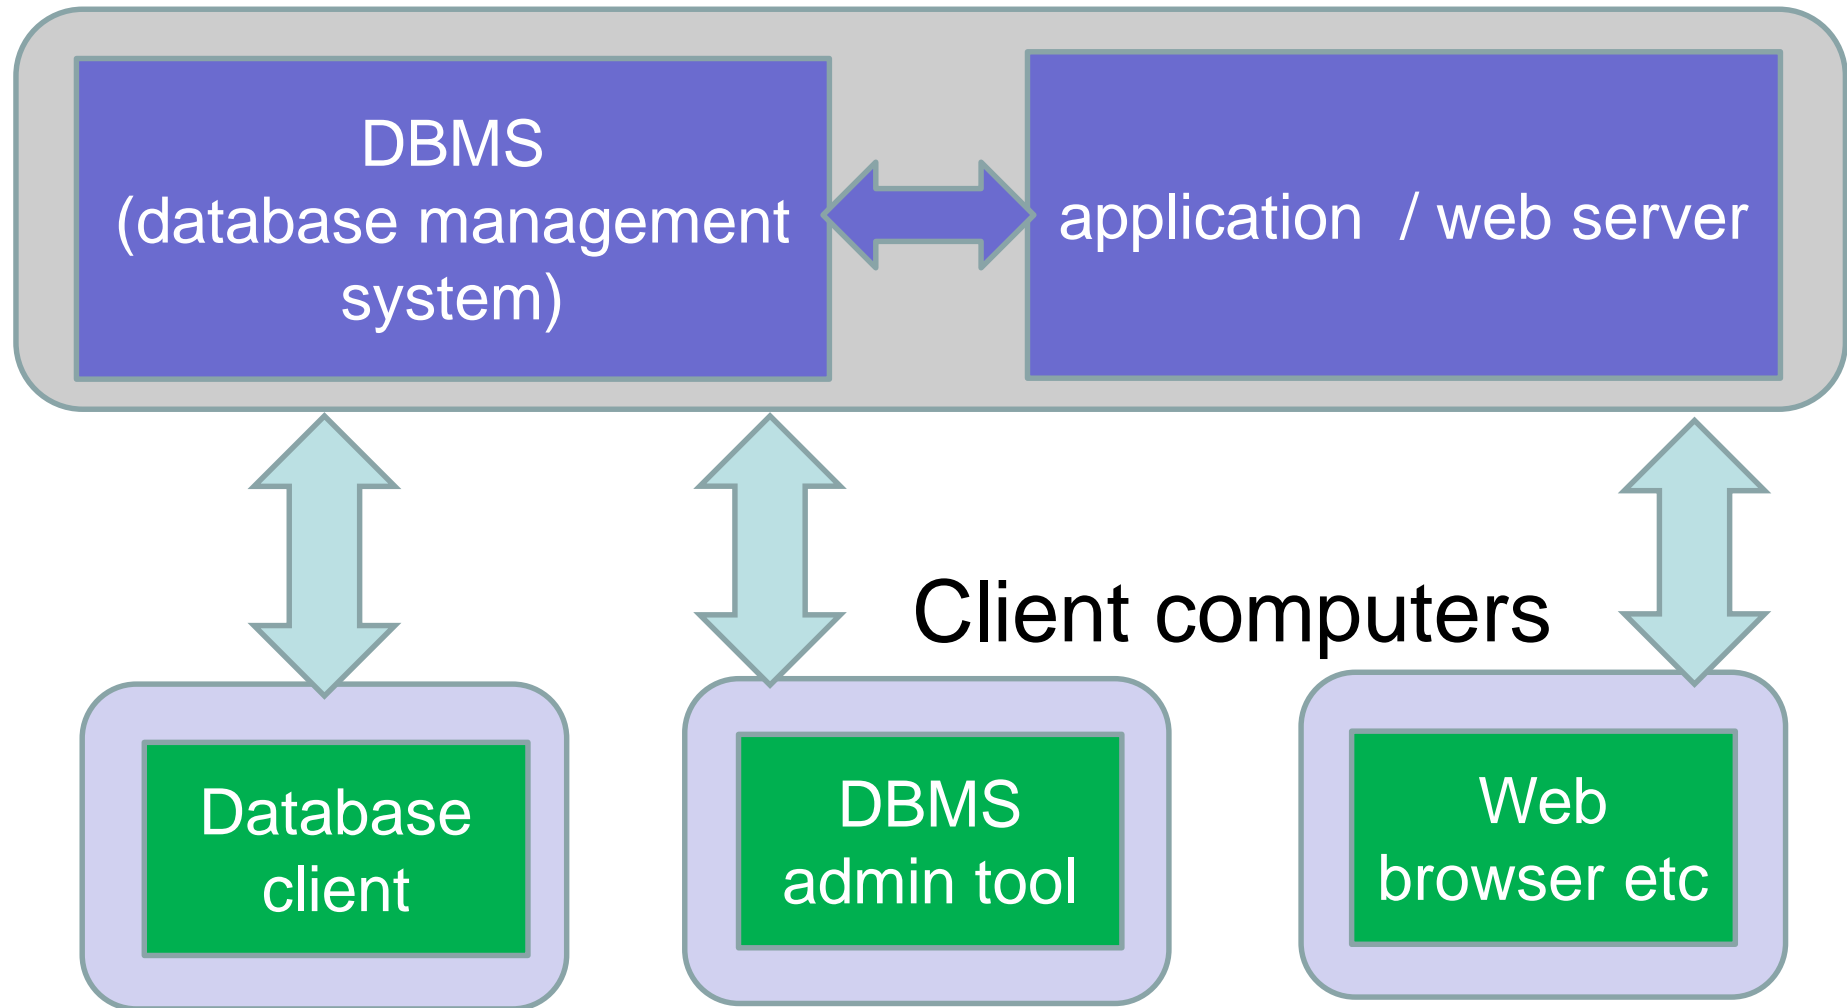 DBMS
(database management
system)
application / web server
Client computers
Database
client
DBMS
admin tool
Web
browser etc